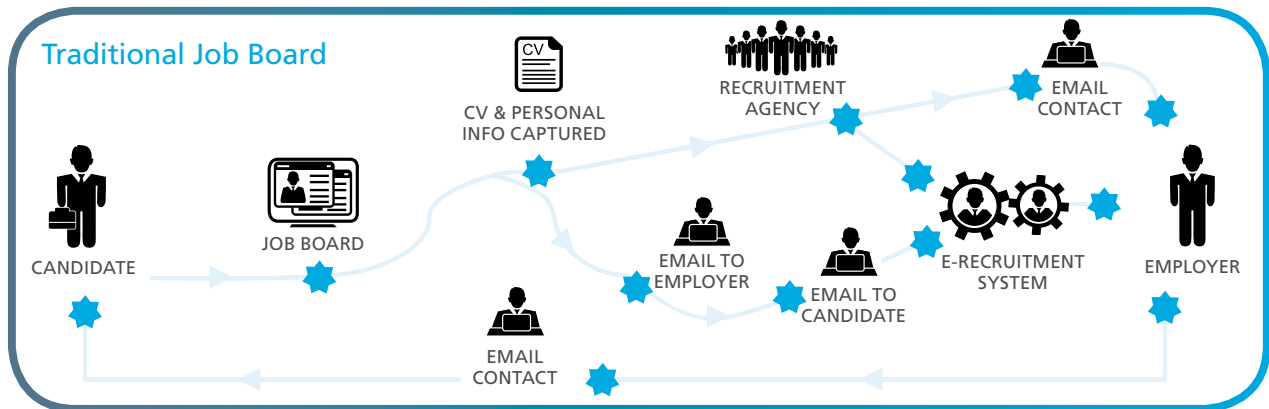 Traditional Job Board
CV
CV & PERSONAL
INFO CAPTURED
RECRUITMENT
AGENCY
EMAIL
CONTACT
CANDIDATE
JOB BOARD
EMAIL TO
EMPLOYER
EMAIL TO
CANDIDATE
E-RECRUITMENT
SYSTEM
EMPLOYER
EMAIL
CONTACT